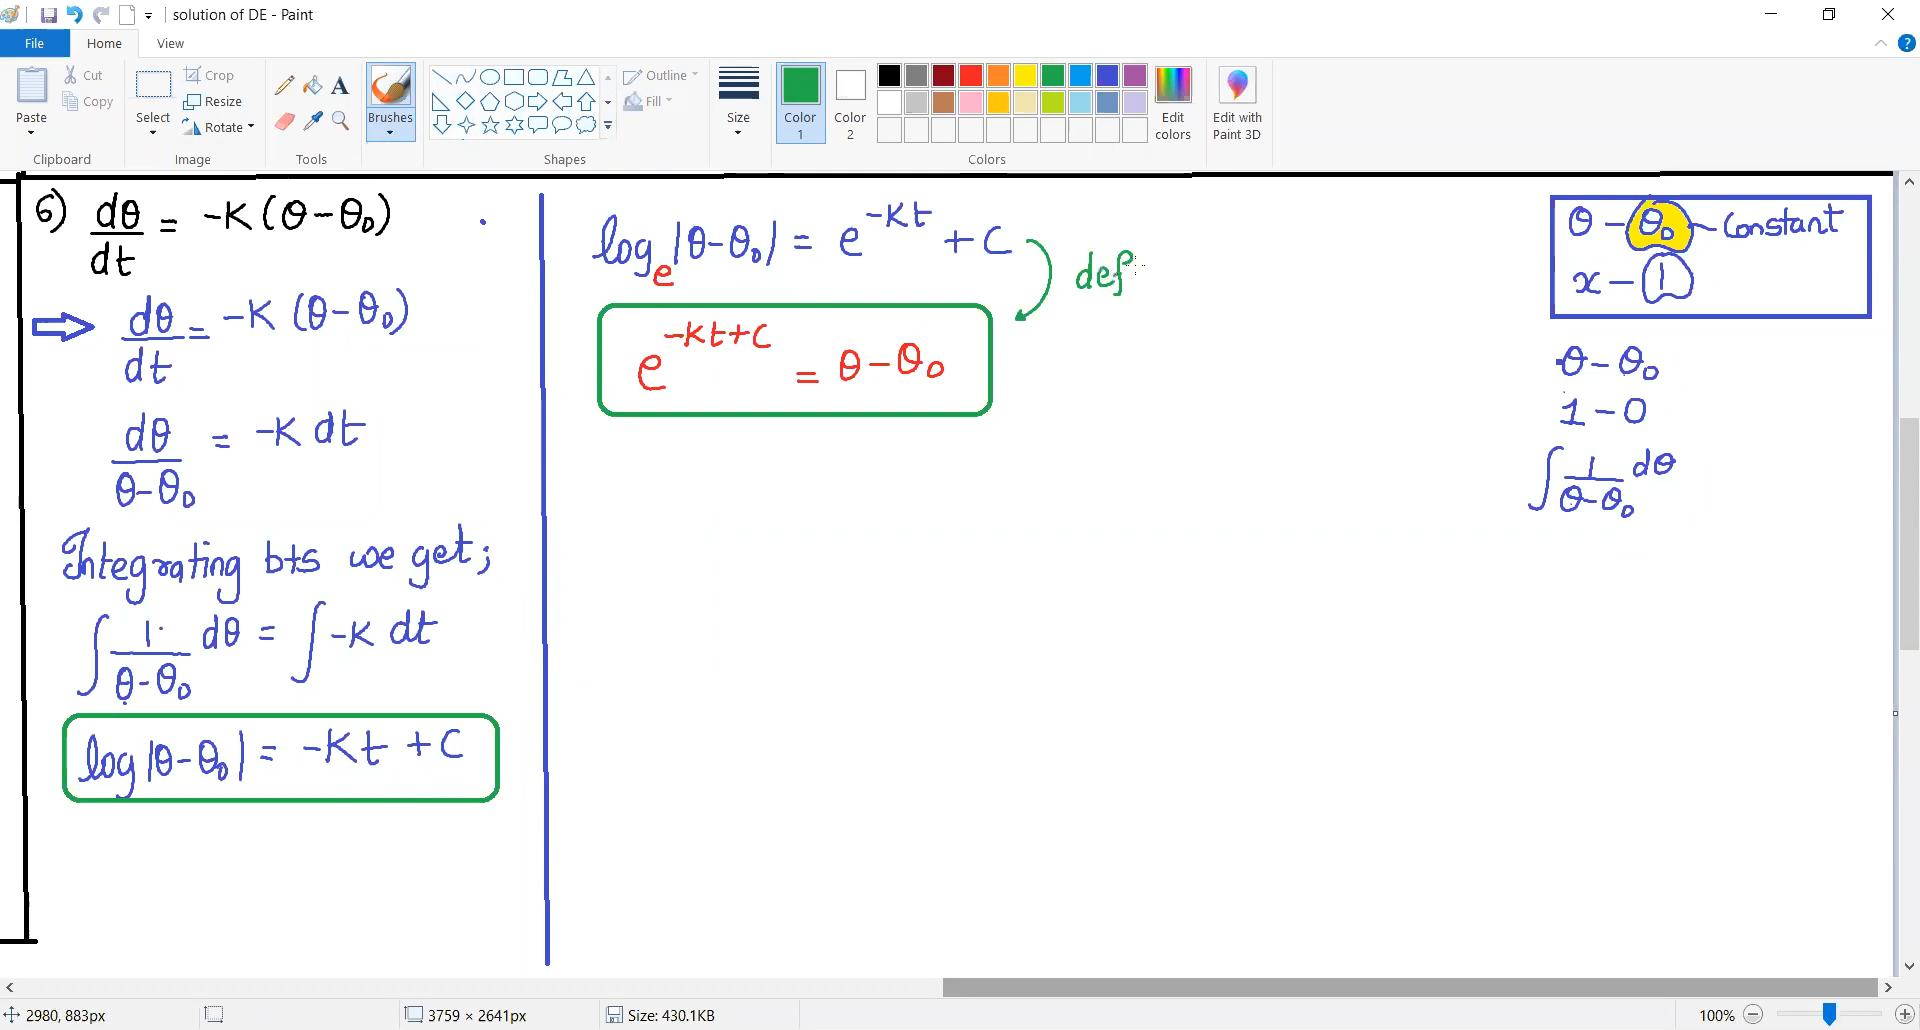 solution of DE - Paint
File Home View
Paste Cut Copy Clipboard
Select Crop Resize Rotate Image
Tools
Brushes
Outline Fill Shapes
Size
Color 1 Color 2 Edit colors Colors
Edit with Paint 3D
6) dθ/dt = -K (θ - θ₀)
⇒ dθ/dt = -K (θ - θ₀)
dθ/(θ - θ₀) = -K dt
Integrating bts we get;
∫ 1/(θ - θ₀) dθ = ∫ -K dt
log |θ - θ₀| = -Kt + C
logₑ |θ - θ₀| = e^(-Kt) + C
def
e^(-Kt + C) = θ - θ₀
θ - θ₀ - Constant
x - 1
θ - θ₀
1 - 0
∫ 1/(θ - θ₀) dθ
2980, 883px
3759 × 2641px
Size: 430.1KB
100%